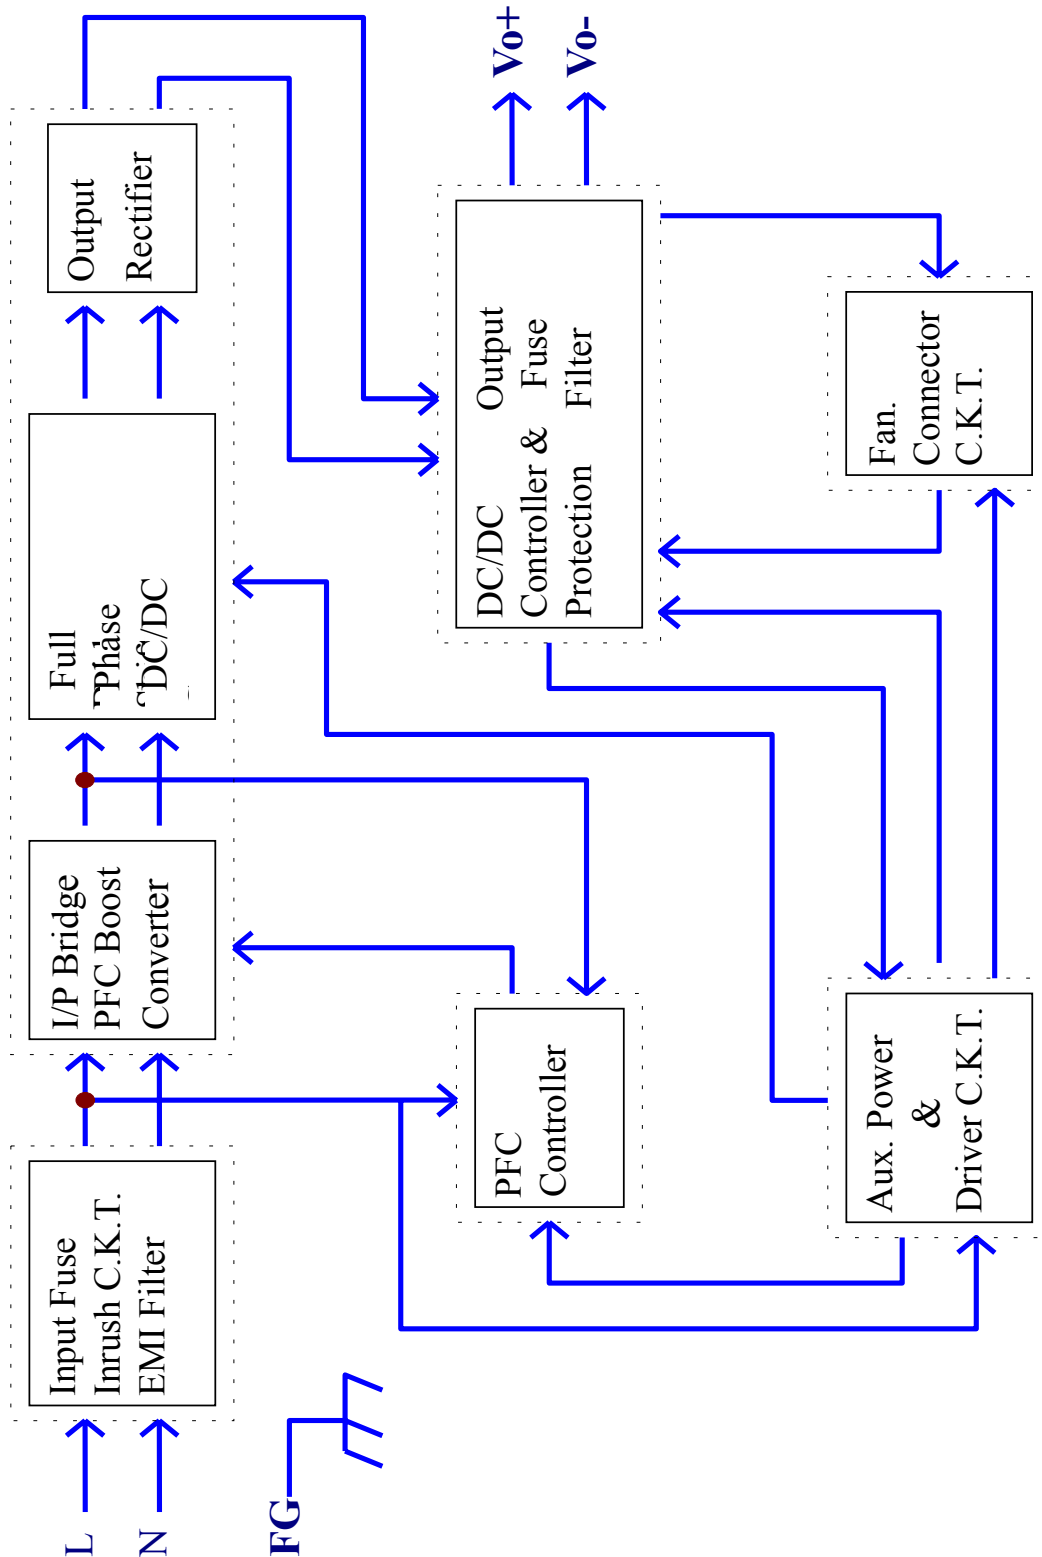 L
N
FG
Input Fuse
Inrush C.K.T.
EMI Filter
I/P Bridge
PFC Boost
Converter
Full
Phase
DC/DC
Output
Rectifier
PFC
Controller
DC/DC Output
Controller & Fuse
Protection Filter
Vo+
Vo-
Aux. Power
&
Driver C.K.T.
Fan.
Connector
C.K.T.